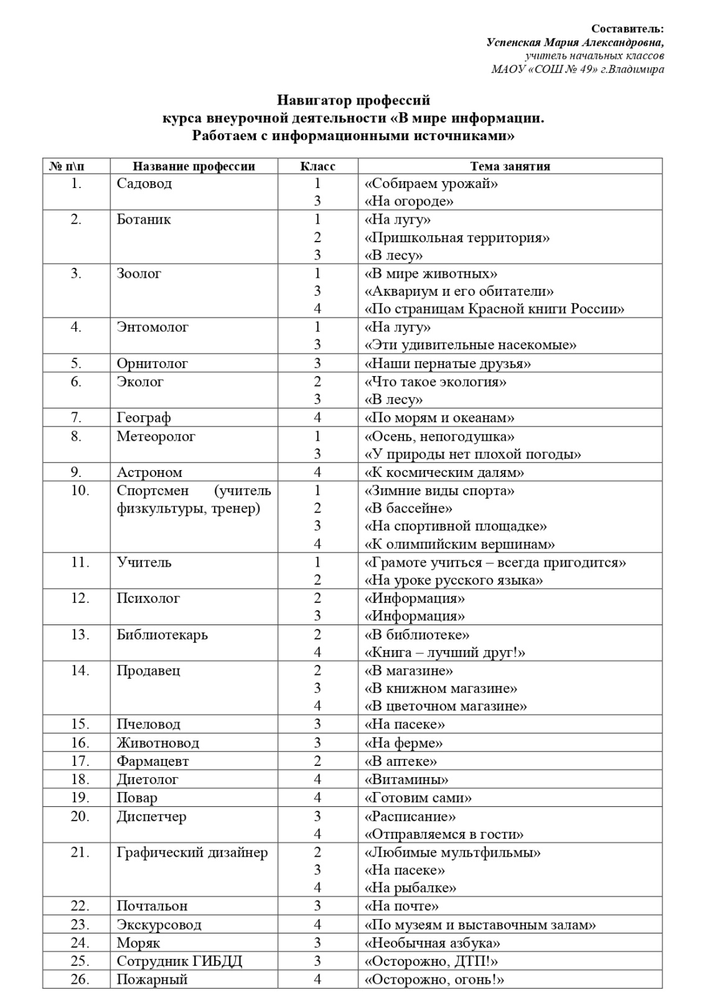 Составитель:
Успенская Мария Александровна,
учитель начальных классов
МАОУ «СОШ № 49» г.Владимира
Навигатор профессий
курса внеурочной деятельности «В мире информации.
Работаем с информационными источниками»
№ п\п Название профессии Класс Тема занятия
1. Садовод 1 «Собираем урожай»
3 «На огороде»
2. Ботаник 1 «На лугу»
2 «Пришкольная территория»
3 «В лесу»
3. Зоолог 1 «В мире животных»
3 «Аквариум и его обитатели»
4 «По страницам Красной книги России»
4. Энтомолог 1 «На лугу»
3 «Эти удивительные насекомые»
5. Орнитолог 3 «Наши пернатые друзья»
6. Эколог 2 «Что такое экология»
3 «В лесу»
7. Географ 4 «По морям и океанам»
8. Метеоролог 1 «Осень, непогодушка»
3 «У природы нет плохой погоды»
9. Астроном 4 «К космическим далям»
10. Спортсмен (учитель 1 «Зимние виды спорта»
физкультуры, тренер) 2 «В бассейне»
3 «На спортивной площадке»
4 «К олимпийским вершинам»
11. Учитель 1 «Грамоте учиться – всегда пригодится»
2 «На уроке русского языка»
12. Психолог 2 «Информация»
3 «Информация»
13. Библиотекарь 2 «В библиотеке»
4 «Книга – лучший друг!»
14. Продавец 2 «В магазине»
3 «В книжном магазине»
4 «В цветочном магазине»
15. Пчеловод 3 «На пасеке»
16. Животновод 3 «На ферме»
17. Фармацевт 2 «В аптеке»
18. Диетолог 4 «Витамины»
19. Повар 4 «Готовим сами»
20. Диспетчер 3 «Расписание»
4 «Отправляемся в гости»
21. Графический дизайнер 2 «Любимые мультфильмы»
3 «На пасеке»
4 «На рыбалке»
22. Почтальон 3 «На почте»
23. Экскурсовод 4 «По музеям и выставочным залам»
24. Моряк 3 «Необычная азбука»
25. Сотрудник ГИБДД 3 «Осторожно, ДТП!»
26. Пожарный 4 «Осторожно, огонь!»